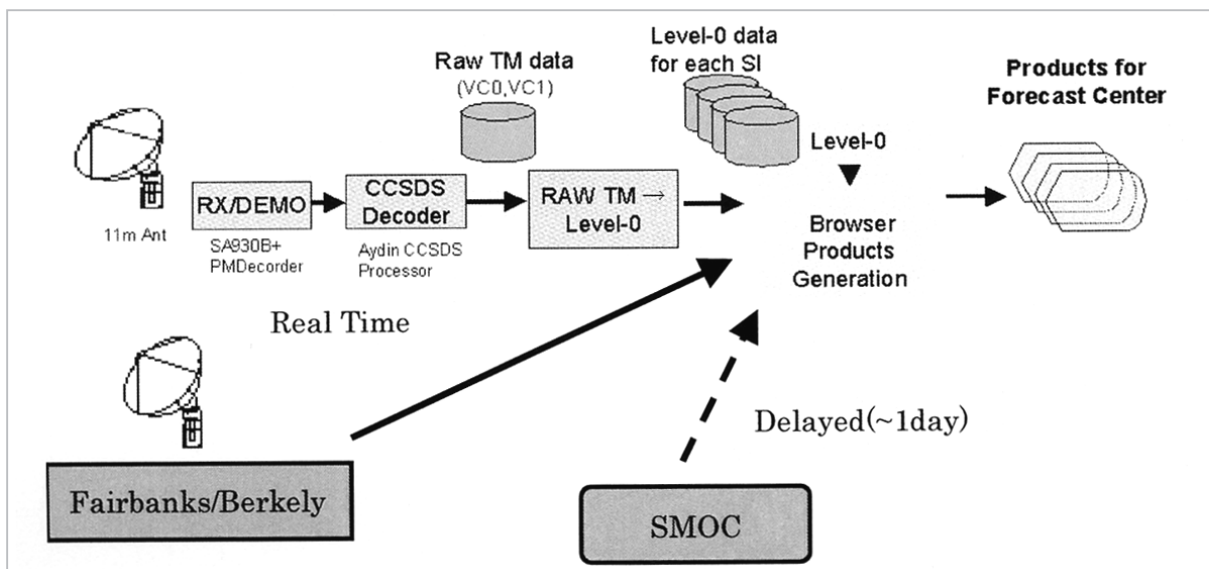 Raw TM data
(VC0,VC1)
Level-0 data
for each SI
Products for
Forecast Center
Level-0
11m Ant
RX/DEMO
SA930B+
PMDecorder
CCSDS
Decoder
Aydin CCSDS
Processor
RAW TM →
Level-0
Browser
Products
Generation
Real Time
Delayed(~1day)
Fairbanks/Berkely
SMOC